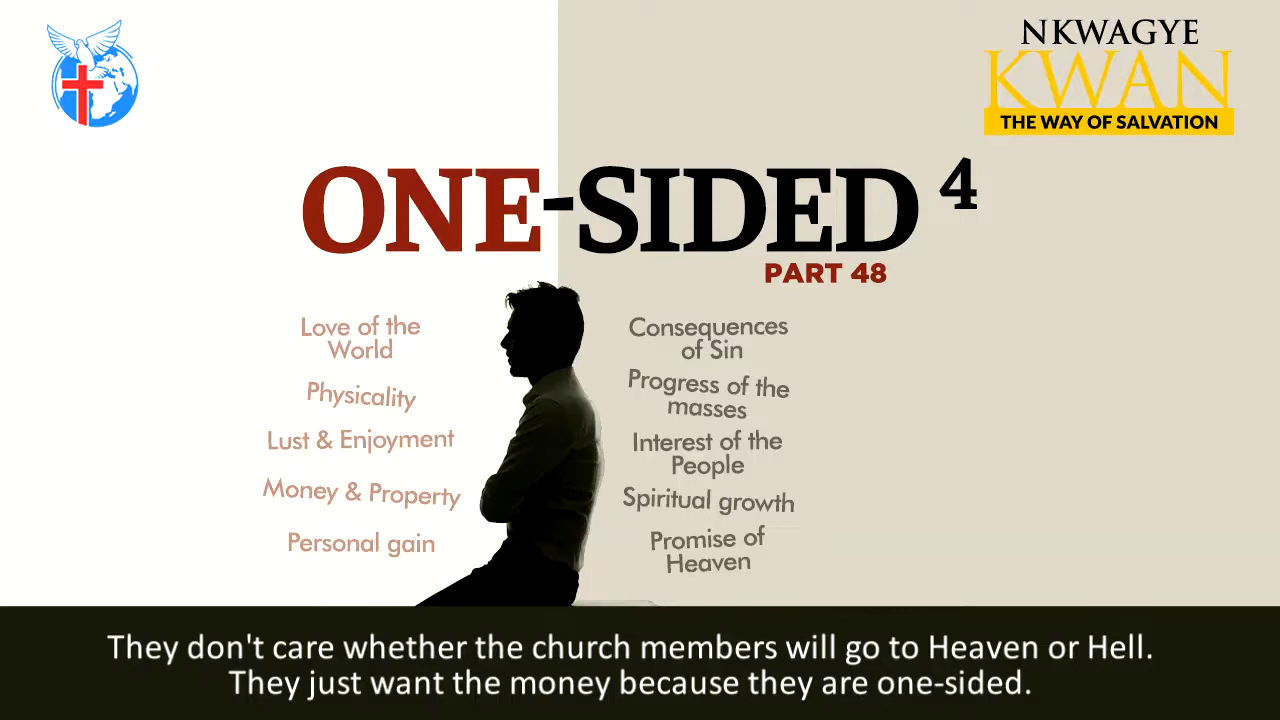 NKWAGYE
KWAN
THE WAY OF SALVATION
ONE-SIDED 4
PART 48
Love of the
World
Physicality
Lust & Enjoyment
Money & Property
Personal gain
Consequences
of Sin
Progress of the
masses
Interest of the
People
Spiritual growth
Promise of
Heaven
They don't care whether the church members will go to Heaven or Hell.
They just want the money because they are one-sided.